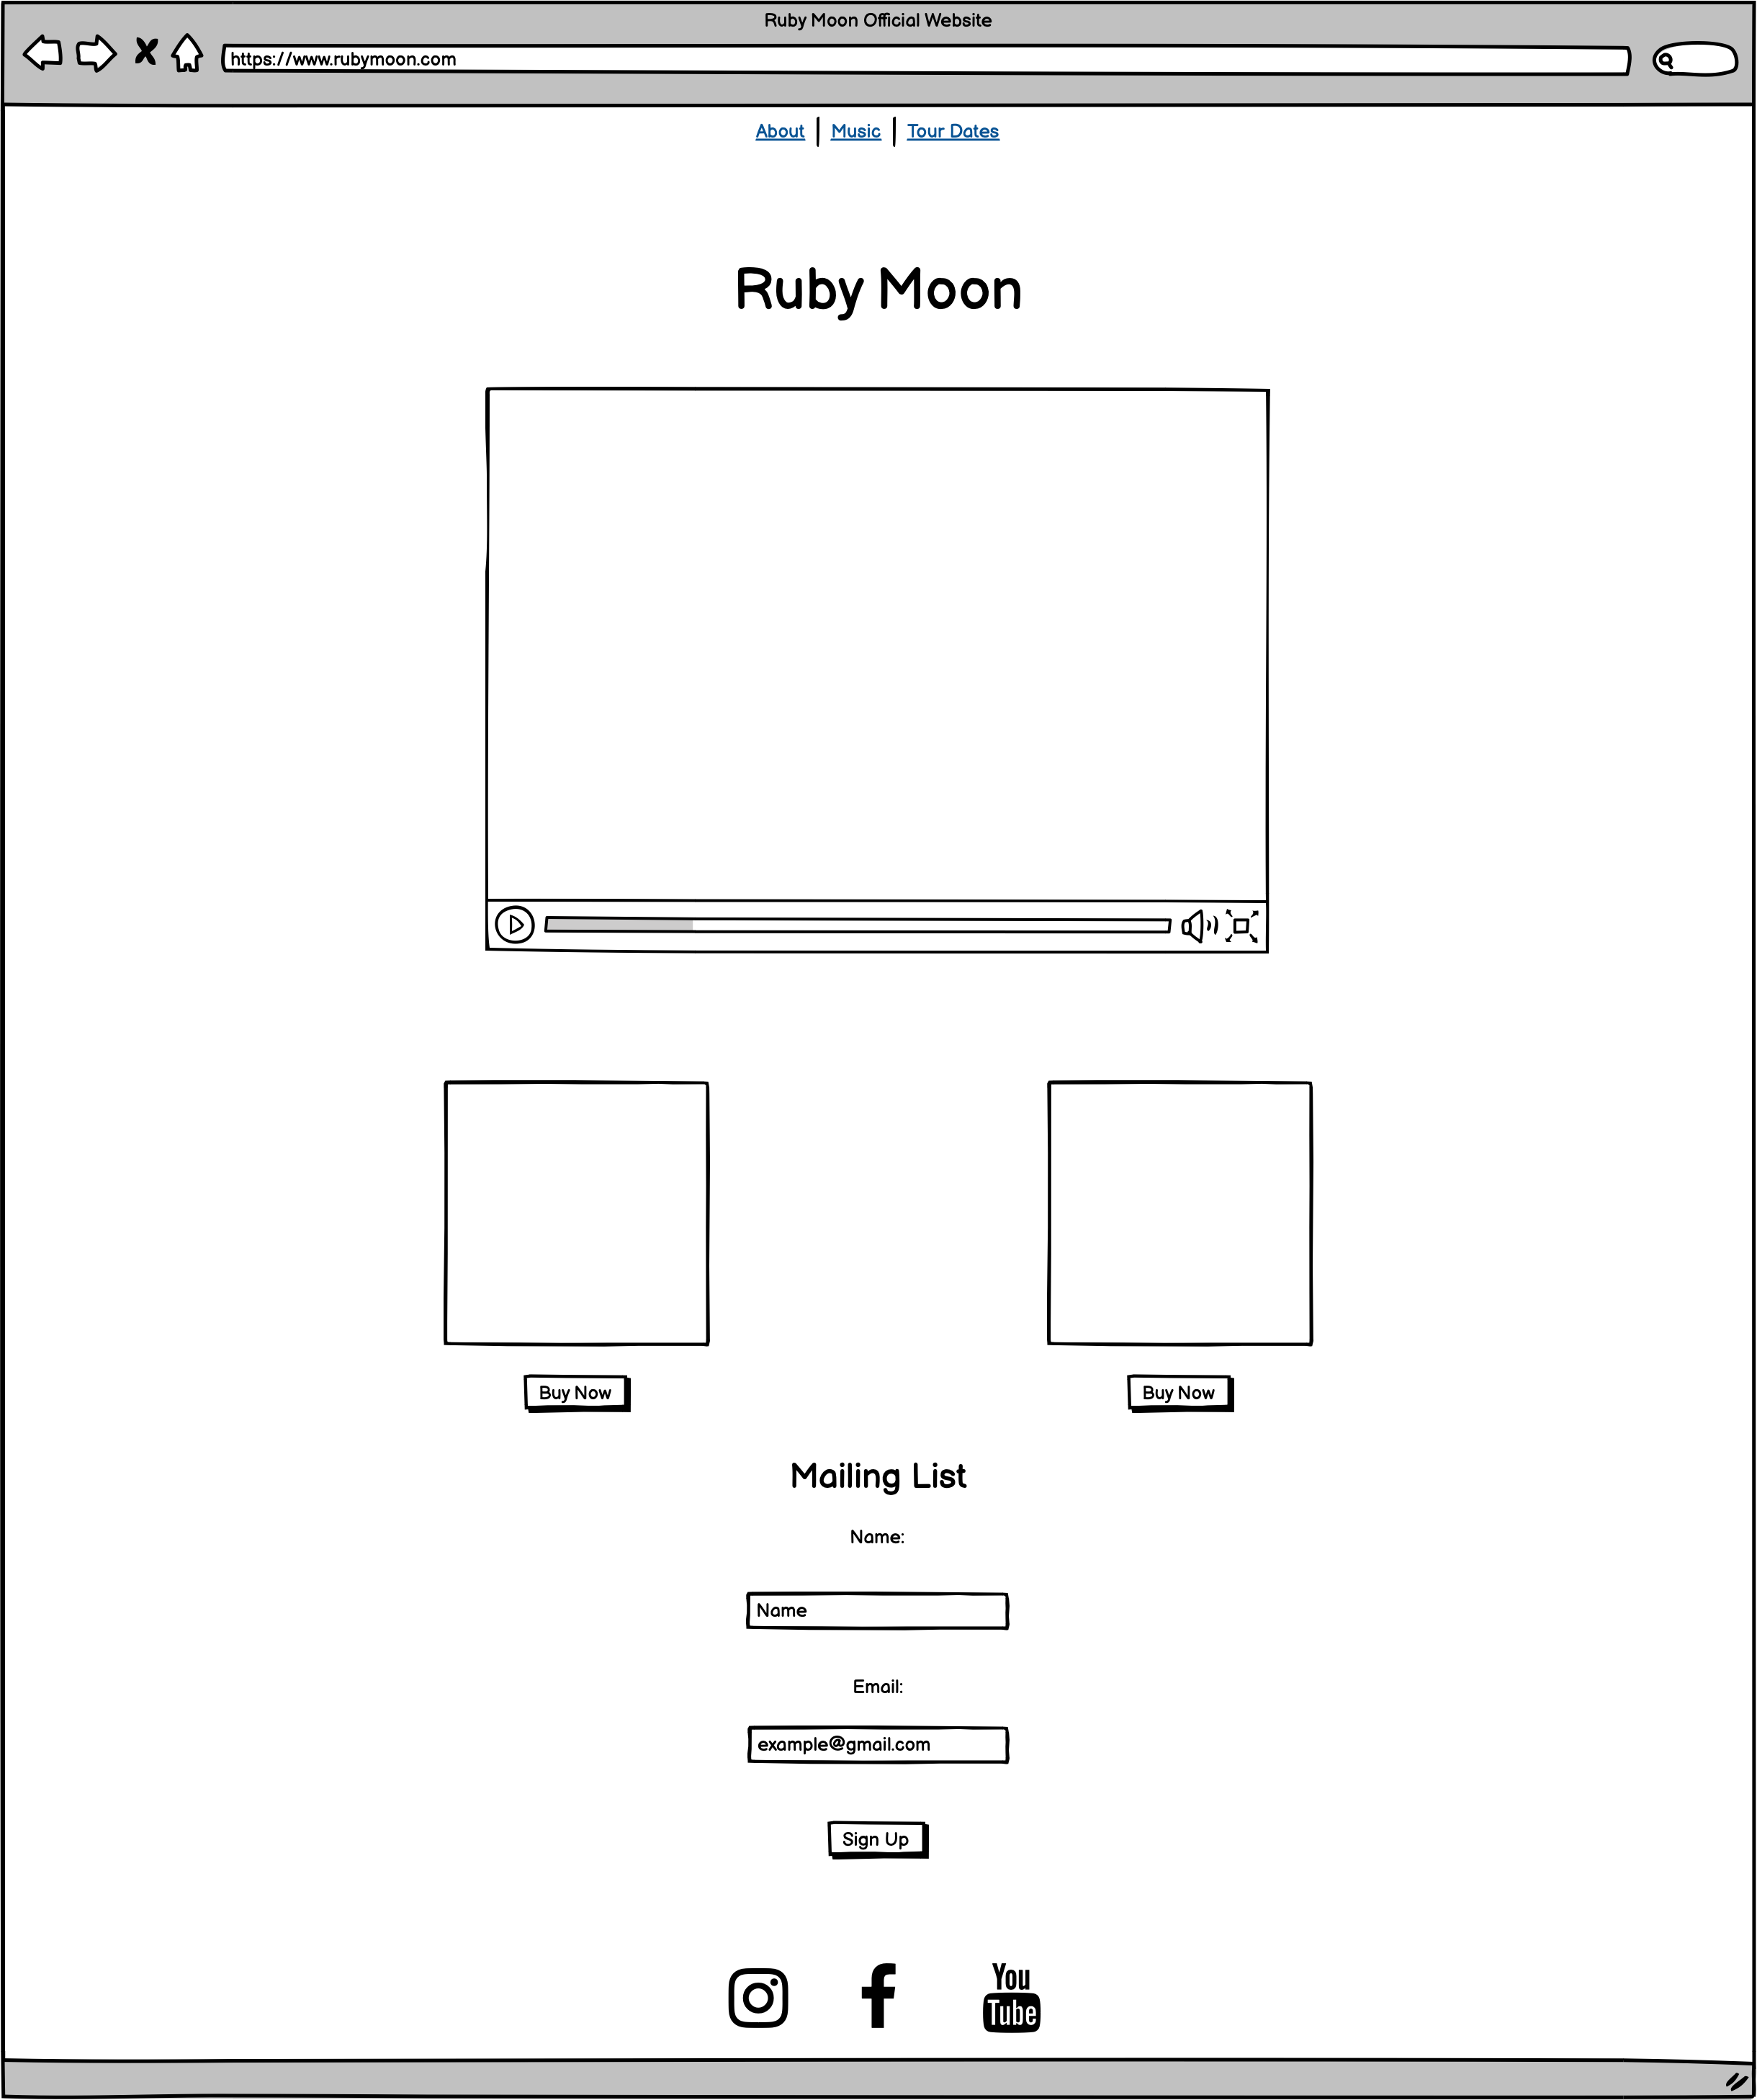 Ruby Moon Official Website
https://www.rubymoon.com
About | Music | Tour Dates
Ruby Moon
Buy Now Buy Now
Mailing List
Name:
Name
Email:
example@gmail.com
Sign Up
You
Tube